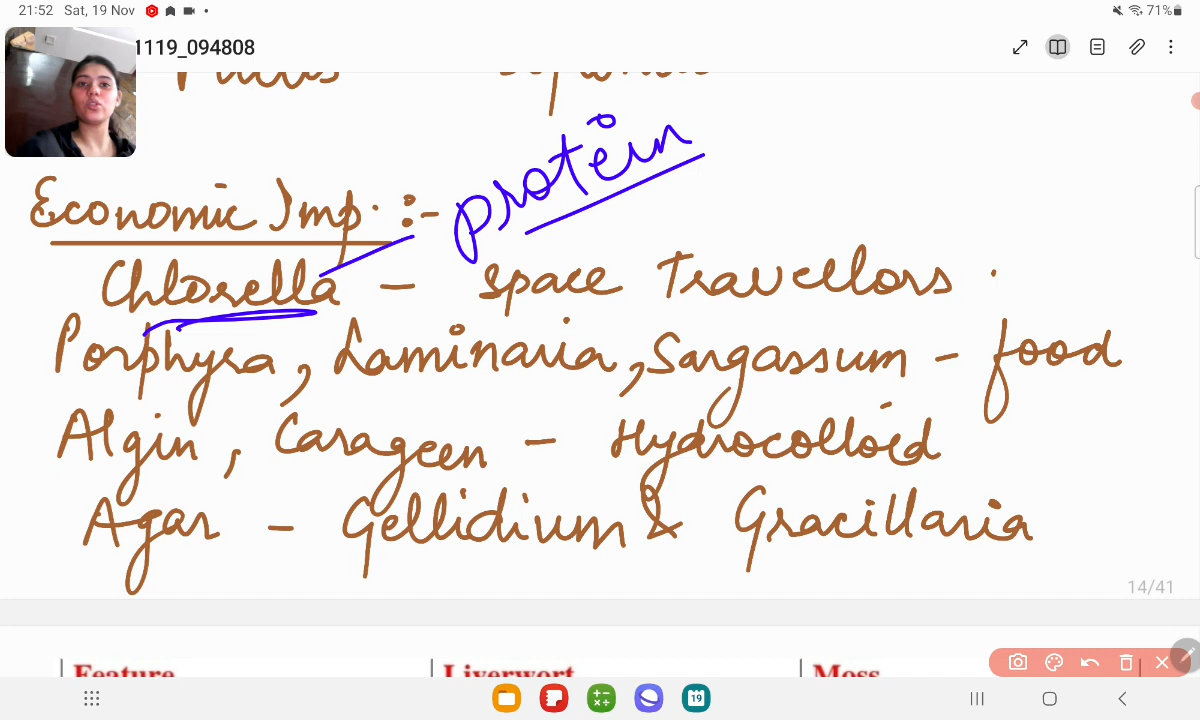 21:52 Sat, 19 Nov
71%
1119_094808
protein
Economic Imp. :-
Chlorella - Space Travellors.
Porphyra, Laminaria, Sargassum - food
Algin, Carageen - Hydrocolloid
Agar - Gellidium & Gracillaria
14/41
Feature
Liverwort
Moss
19